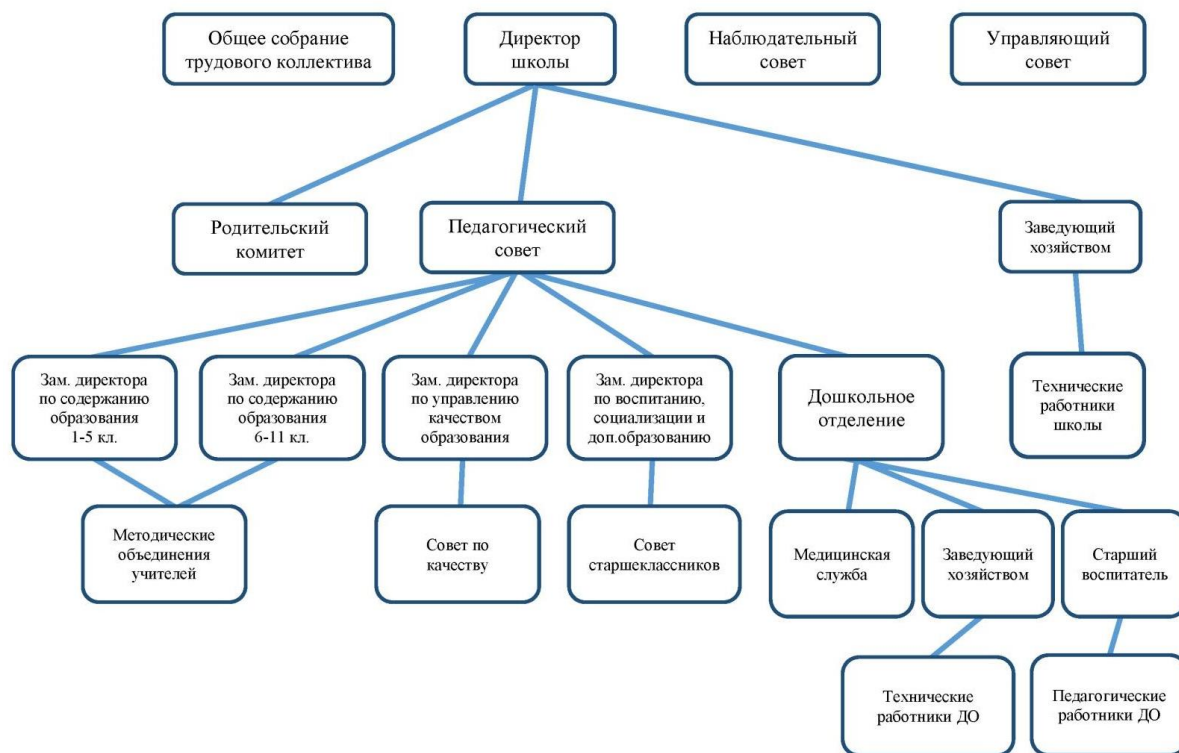 Общее собрание
трудового коллектива
Директор
школы
Наблюдательный
совет
Управляющий
совет
Родительский
комитет
Педагогический
совет
Заведующий
хозяйством
Зам. директора
по содержанию
образования
1-5 кл.
Зам. директора
по содержанию
образования
6-11 кл.
Зам. директора
по управлению
качеством
образования
Зам. директора
по воспитанию,
социализации и
доп.образованию
Дошкольное
отделение
Технические
работники
школы
Методические
объединения
учителей
Совет по
качеству
Совет
старшеклассников
Медицинская
служба
Заведующий
хозяйством
Старший
воспитатель
Технические
работники ДО
Педагогические
работники ДО